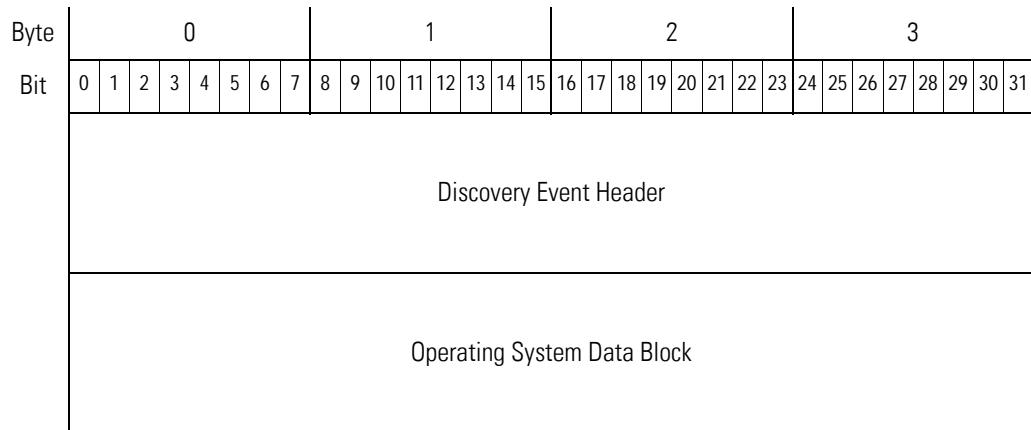 Byte 0 1 2 3
Bit 0 1 2 3 4 5 6 7 8 9 10 11 12 13 14 15 16 17 18 19 20 21 22 23 24 25 26 27 28 29 30 31
Discovery Event Header
Operating System Data Block